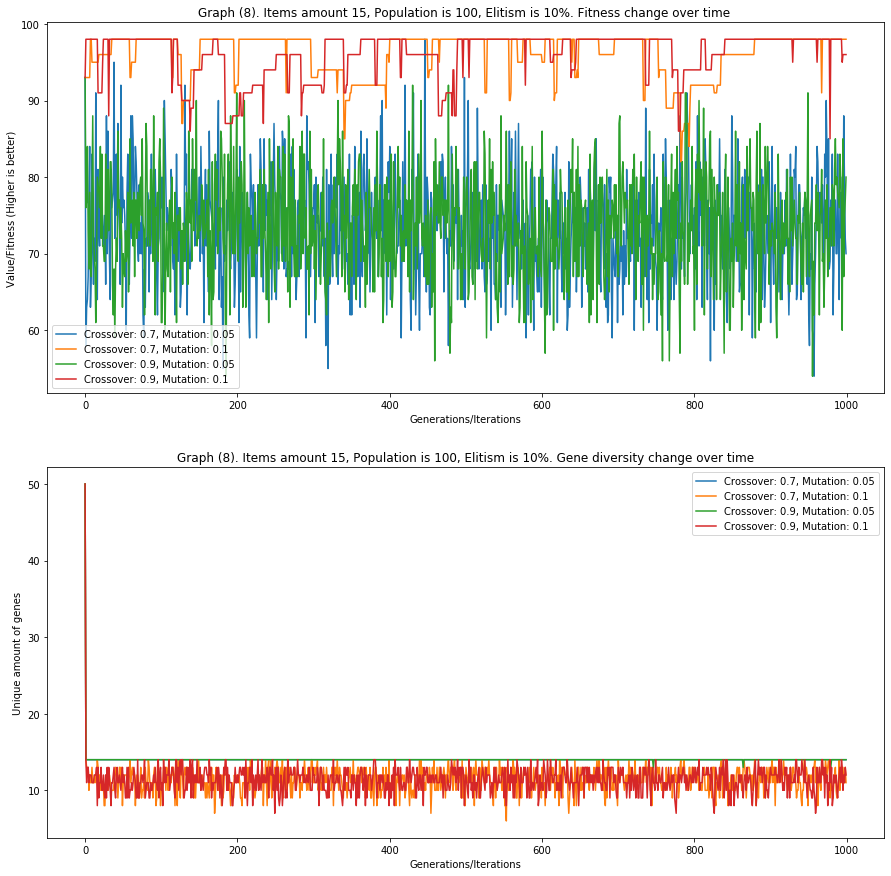 Graph (8). Items amount 15, Population is 100, Elitism is 10%. Fitness change over time
100
90
80
70
60
Value/Fitness (Higher is better)
Crossover: 0.7, Mutation: 0.05
Crossover: 0.7, Mutation: 0.1
Crossover: 0.9, Mutation: 0.05
Crossover: 0.9, Mutation: 0.1
0 200 400 600 800 1000
Generations/Iterations
Graph (8). Items amount 15, Population is 100, Elitism is 10%. Gene diversity change over time
50
40
30
20
10
Unique amount of genes
Crossover: 0.7, Mutation: 0.05
Crossover: 0.7, Mutation: 0.1
Crossover: 0.9, Mutation: 0.05
Crossover: 0.9, Mutation: 0.1
0 200 400 600 800 1000
Generations/Iterations